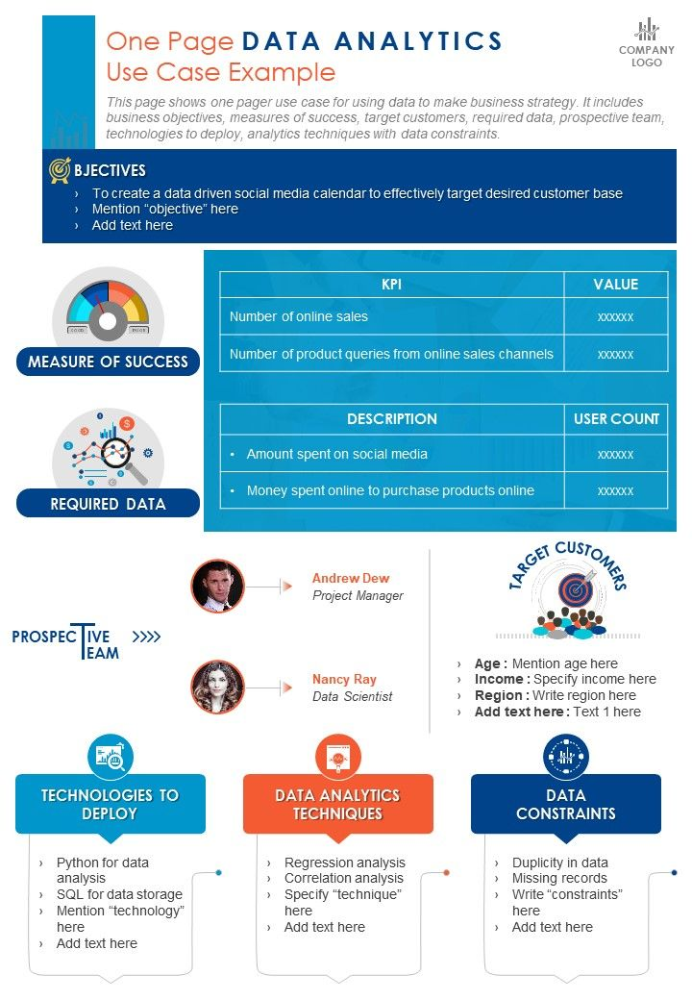 One Page DATA ANALYTICS
Use Case Example
COMPANY
LOGO
This page shows one pager use case for using data to make business strategy. It includes
business objectives, measures of success, target customers, required data, prospective team,
technologies to deploy, analytics techniques with data constraints.
BJECTIVES
› To create a data driven social media calendar to effectively target desired customer base
› Mention “objective” here
› Add text here
GOOD POOR
MEASURE OF SUCCESS
KPI VALUE
Number of online sales xxxxxx
Number of product queries from online sales channels xxxxxx
REQUIRED DATA
DESCRIPTION USER COUNT
• Amount spent on social media xxxxxx
• Money spent online to purchase products online xxxxxx
PROSPECTIVE
TEAM
Andrew Dew
Project Manager
Nancy Ray
Data Scientist
TARGET CUSTOMERS
› Age : Mention age here
› Income : Specify income here
› Region : Write region here
› Add text here : Text 1 here
TECHNOLOGIES TO
DEPLOY
› Python for data
analysis
› SQL for data storage
› Mention “technology”
here
› Add text here
DATA ANALYTICS
TECHNIQUES
› Regression analysis
› Correlation analysis
› Specify “technique”
here
› Add text here
DATA
CONSTRAINTS
› Duplicity in data
› Missing records
› Write “constraints”
here
› Add text here